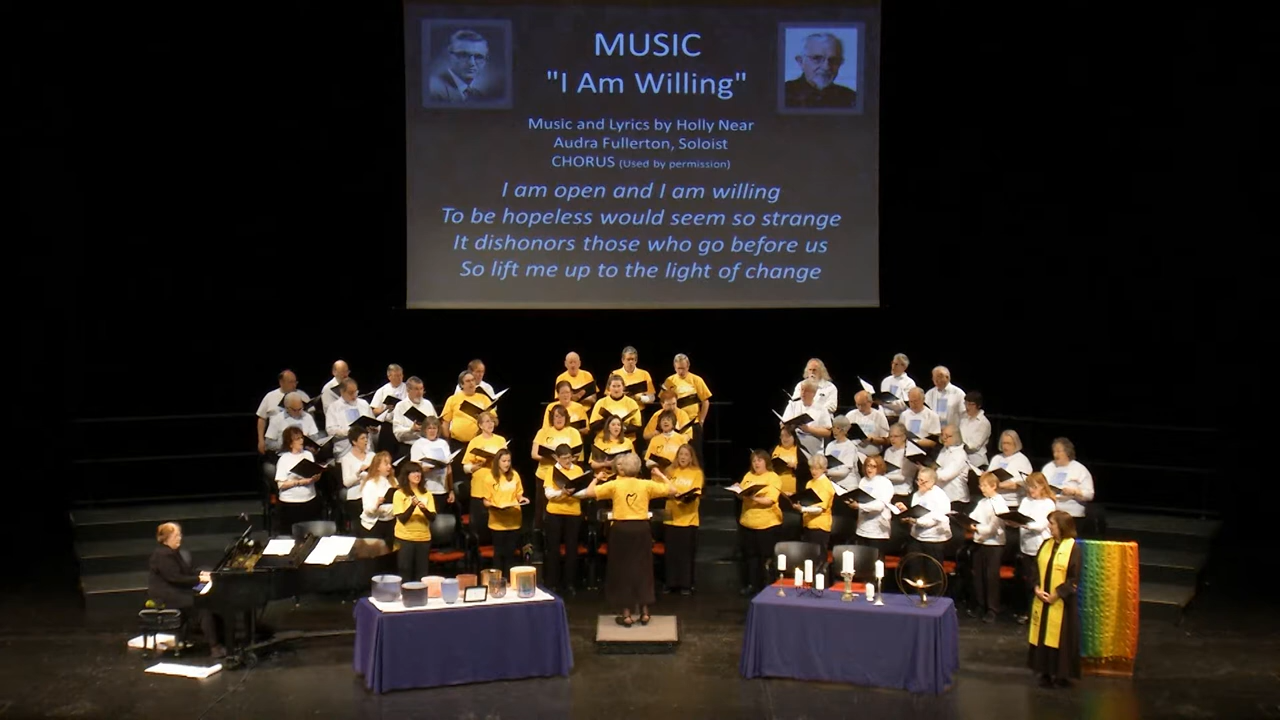 MUSIC
"I Am Willing"
Music and Lyrics by Holly Near
Audra Fullerton, Soloist
CHORUS (Used by permission)
I am open and I am willing
To be hopeless would seem so strange
It dishonors those who go before us
So lift me up to the light of change